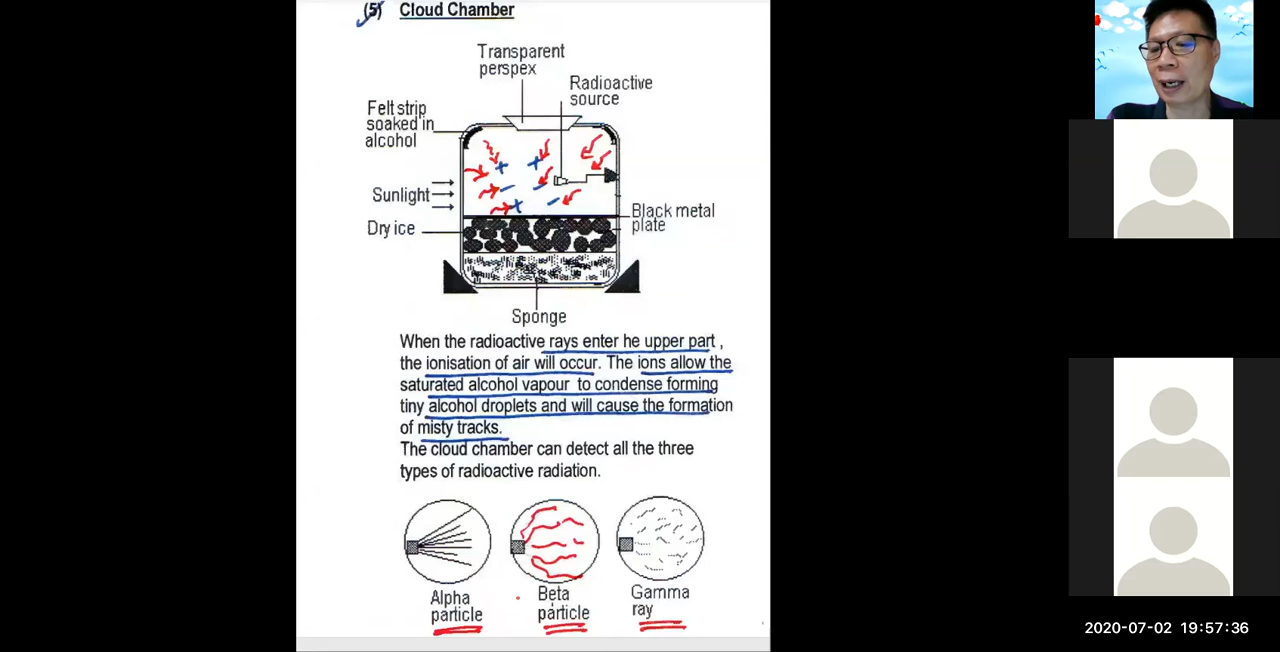 (5) Cloud Chamber
Transparent
perspex
Radioactive
source
Felt strip
soaked in
alcohol
Sunlight
Black metal
plate
Dry ice
Sponge
When the radioactive rays enter he upper part ,
the ionisation of air will occur. The ions allow the
saturated alcohol vapour to condense forming
tiny alcohol droplets and will cause the formation
of misty tracks.
The cloud chamber can detect all the three
types of radioactive radiation.
Alpha
particle
Beta
particle
Gamma
ray
2020-07-02 19:57:36